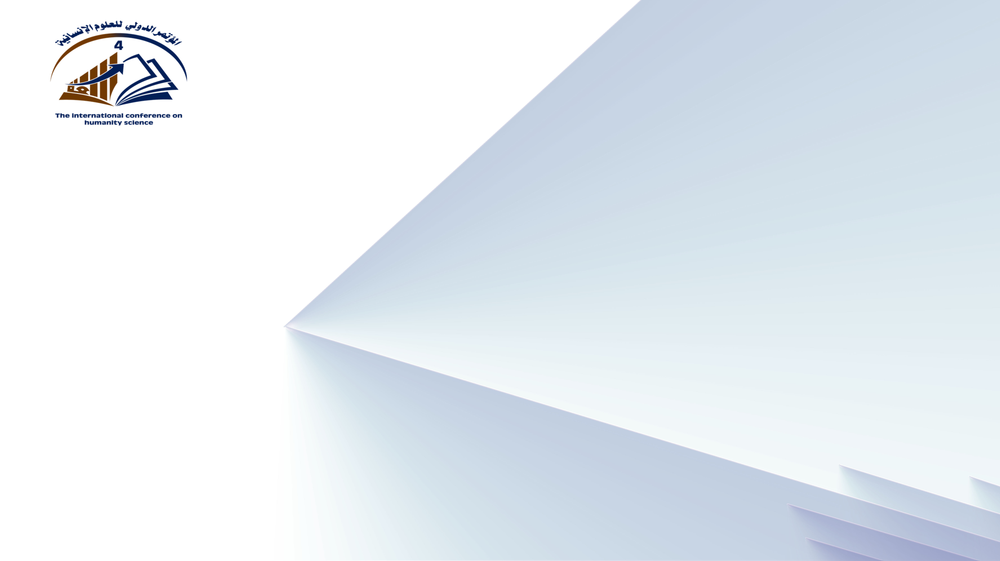 المؤتمر الدولي للعلوم الإنسانية
4
The international conference on
humanity science